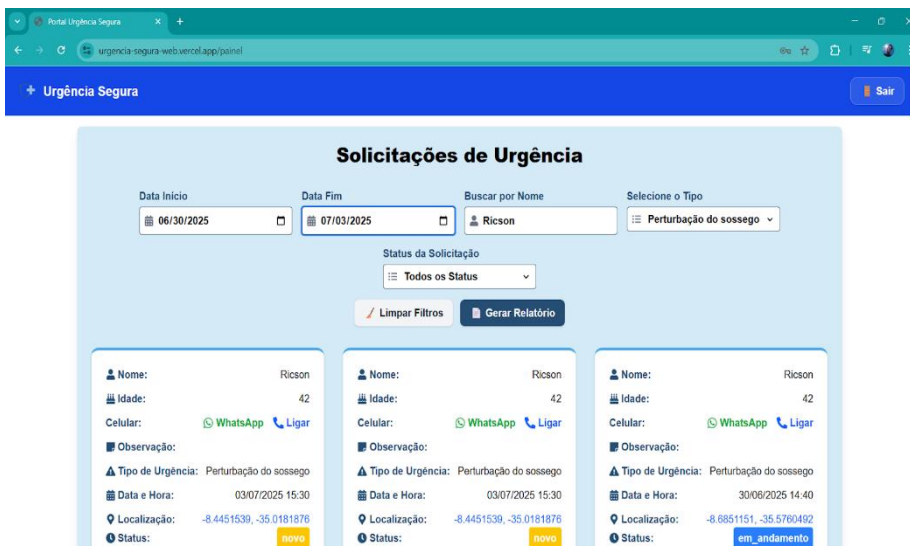 Portal Urgência Segura
urgencia-segura-web.vercel.app/painel
Urgência Segura
Sair
Solicitações de Urgência
Data Início Data Fim Buscar por Nome Selecione o Tipo
06/30/2025 07/03/2025 Ricson Perturbação do sossego
Status da Solicitação
Todos os Status
Limpar Filtros Gerar Relatório
Nome: Ricson Nome: Ricson Nome: Ricson
Idade: 42 Idade: 42 Idade: 42
Celular: WhatsApp Ligar Celular: WhatsApp Ligar Celular: WhatsApp Ligar
Observação: Observação: Observação:
Tipo de Urgência: Perturbação do sossego Tipo de Urgência: Perturbação do sossego Tipo de Urgência: Perturbação do sossego
Data e Hora: 03/07/2025 15:30 Data e Hora: 03/07/2025 15:30 Data e Hora: 30/06/2025 14:40
Localização: -8.4451539, -35.0181876 Localização: -8.4451539, -35.0181876 Localização: -8.6851151, -35.5760492
Status: novo Status: novo Status: em_andamento